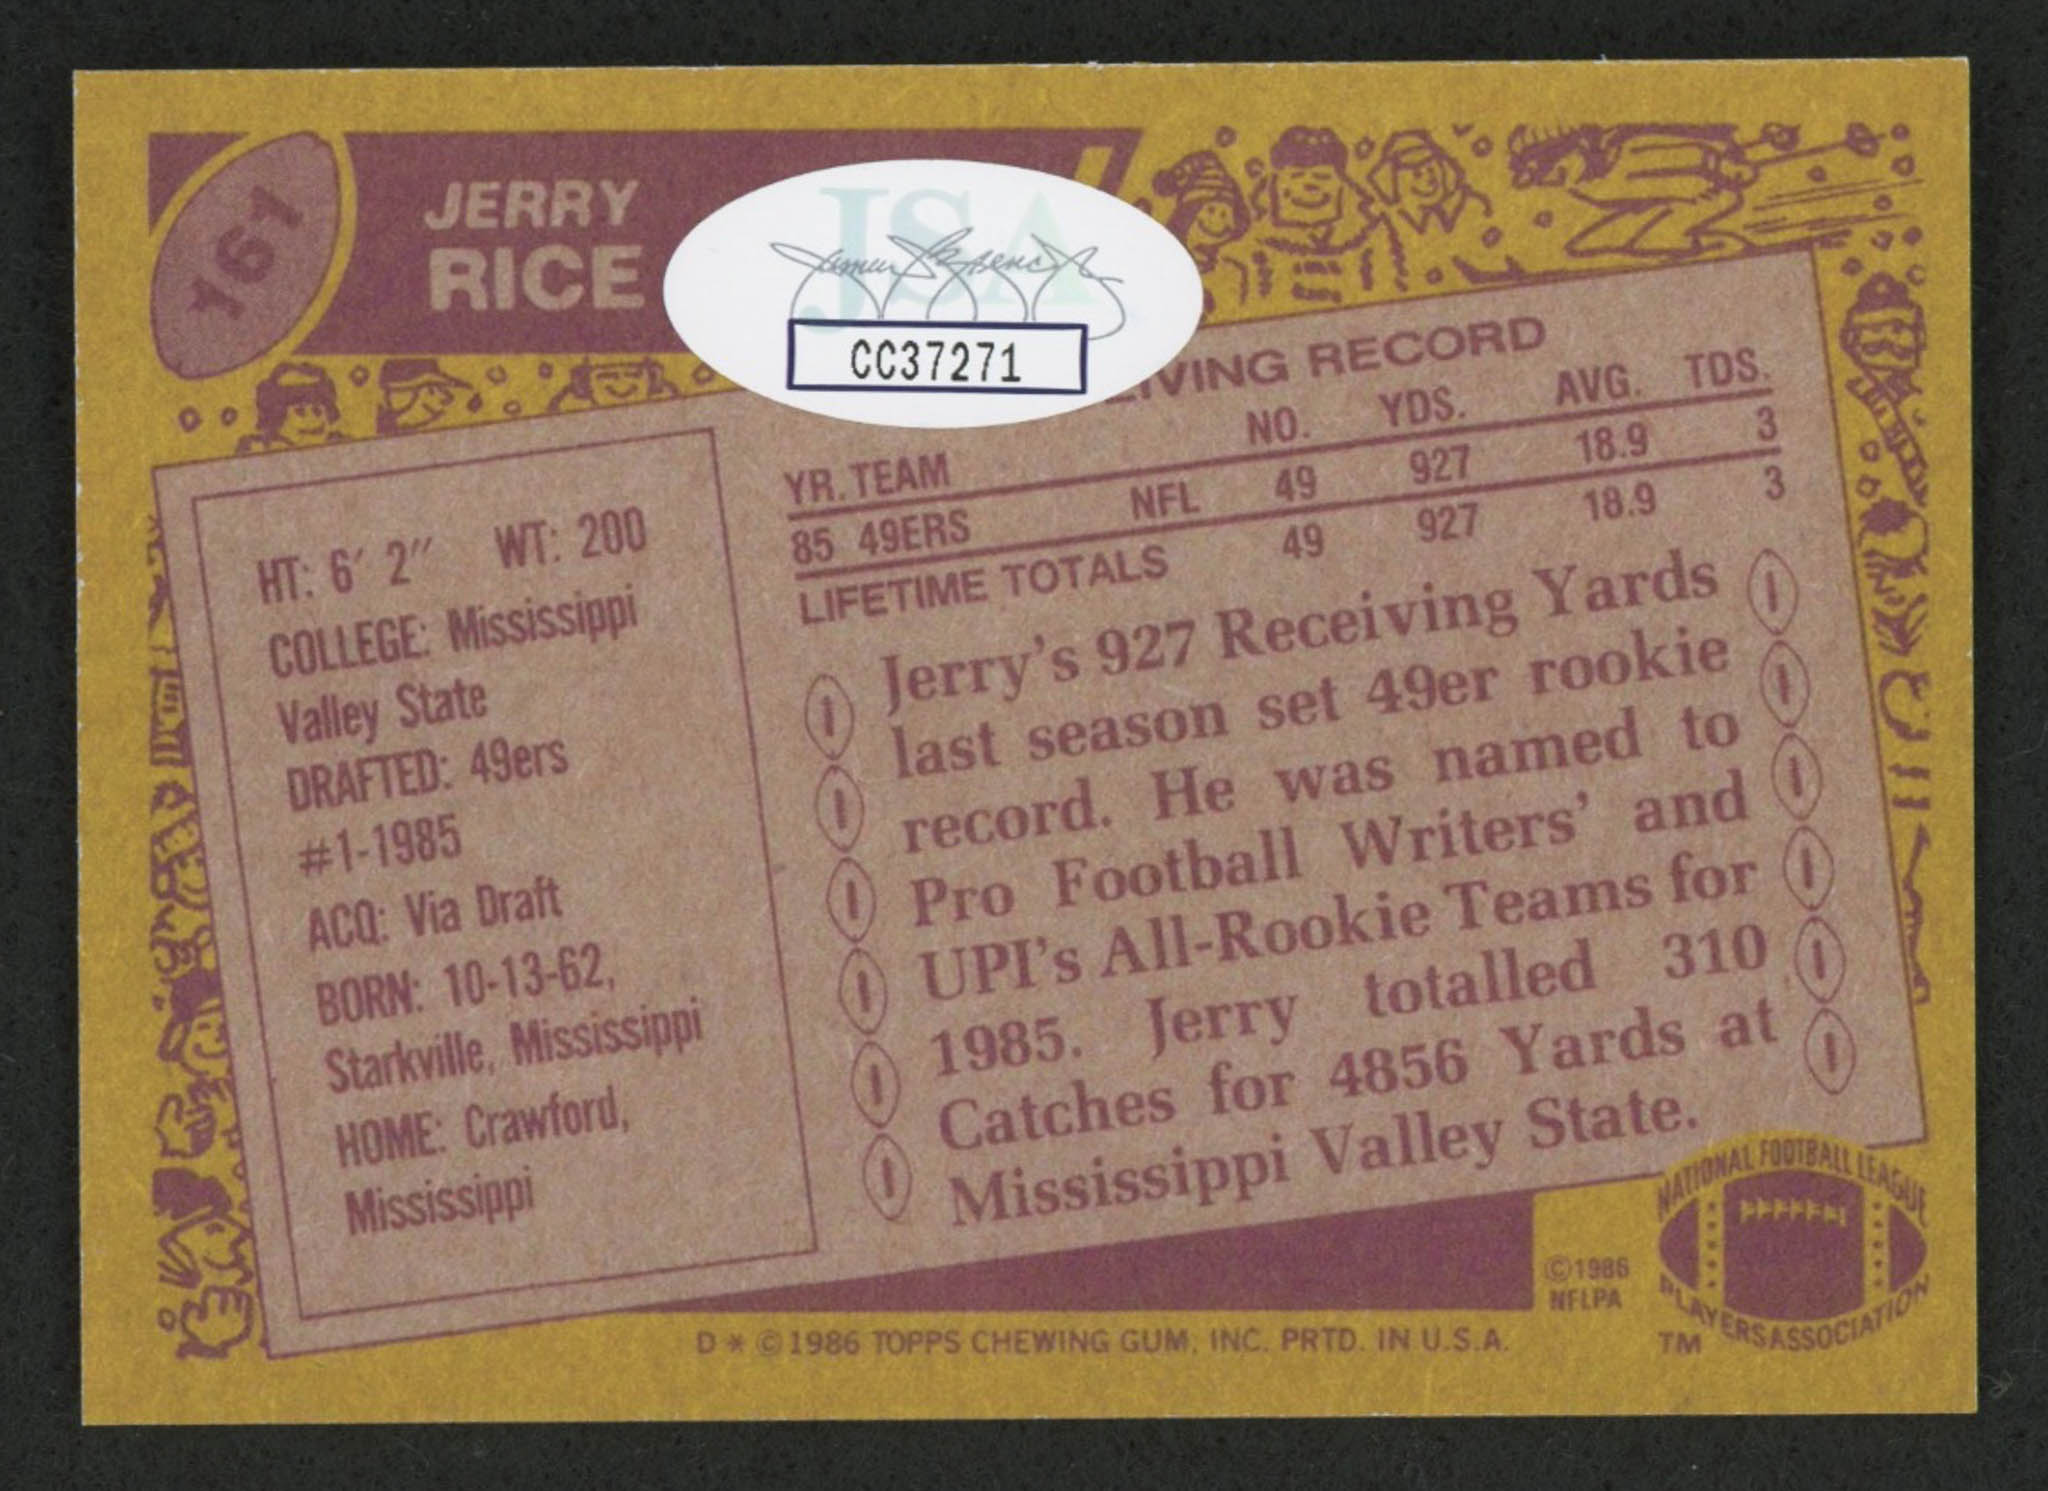 161
JERRY
RICE
JSA
CC37271
IVING RECORD
YR. TEAM NO. YDS. AVG. TDS.
85 49ERS NFL 49 927 18.9 3
LIFETIME TOTALS 49 927 18.9 3
HT: 6' 2" WT: 200
COLLEGE: Mississippi
Valley State
DRAFTED: 49ers
#1-1985
ACQ: Via Draft
BORN: 10-13-62,
Starkville, Mississippi
HOME: Crawford,
Mississippi
Jerry's 927 Receiving Yards
last season set 49er rookie
record. He was named to
Pro Football Writers' and
UPI's All-Rookie Teams for
1985. Jerry totalled 310
Catches for 4856 Yards at
Mississippi Valley State.
©1986
NFLPA
NATIONAL FOOTBALL LEAGUE
PLAYERS ASSOCIATION
TM
D * © 1986 TOPPS CHEWING GUM, INC. PRTD. IN U.S.A.